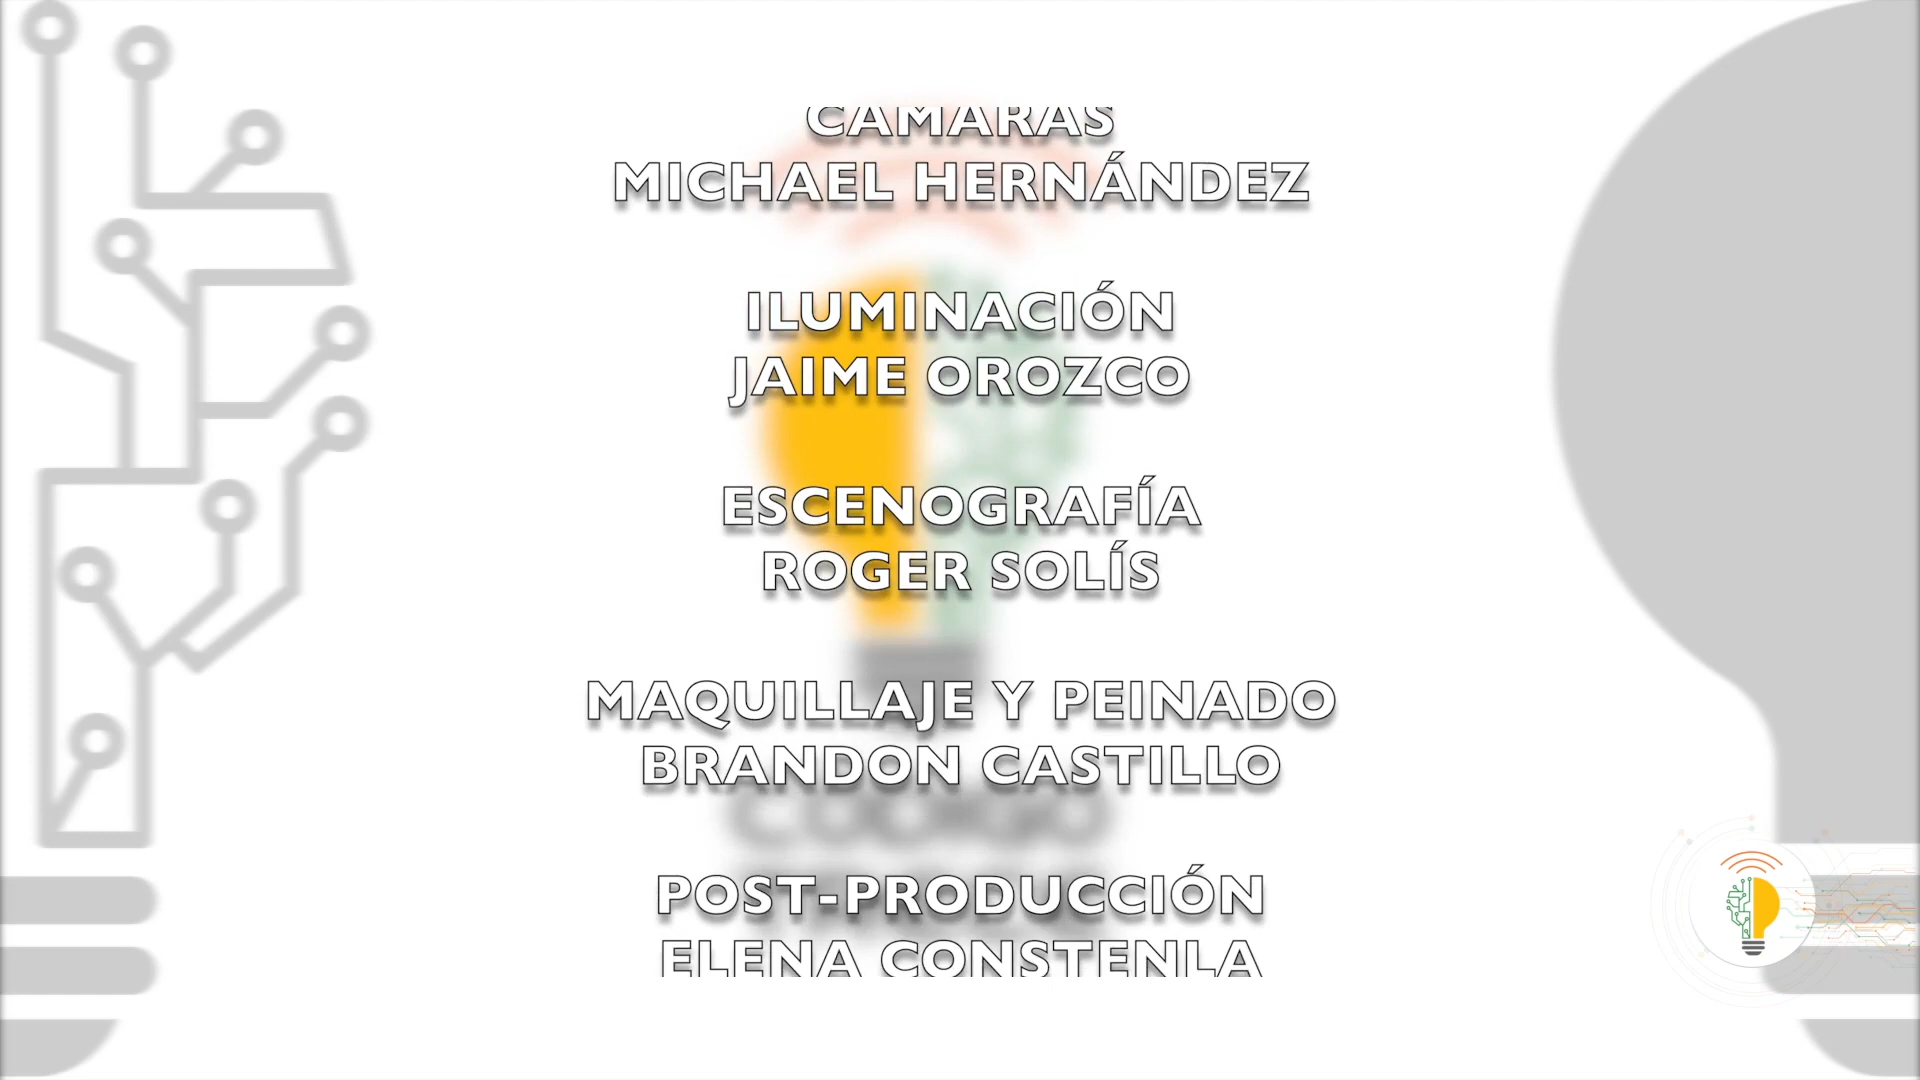 CÁMARAS
MICHAEL HERNÁNDEZ
ILUMINACIÓN
JAIME OROZCO
ESCENOGRAFÍA
ROGER SOLÍS
MAQUILLAJE Y PEINADO
BRANDON CASTILLO
POST-PRODUCCIÓN
ELENA CONSTENLA